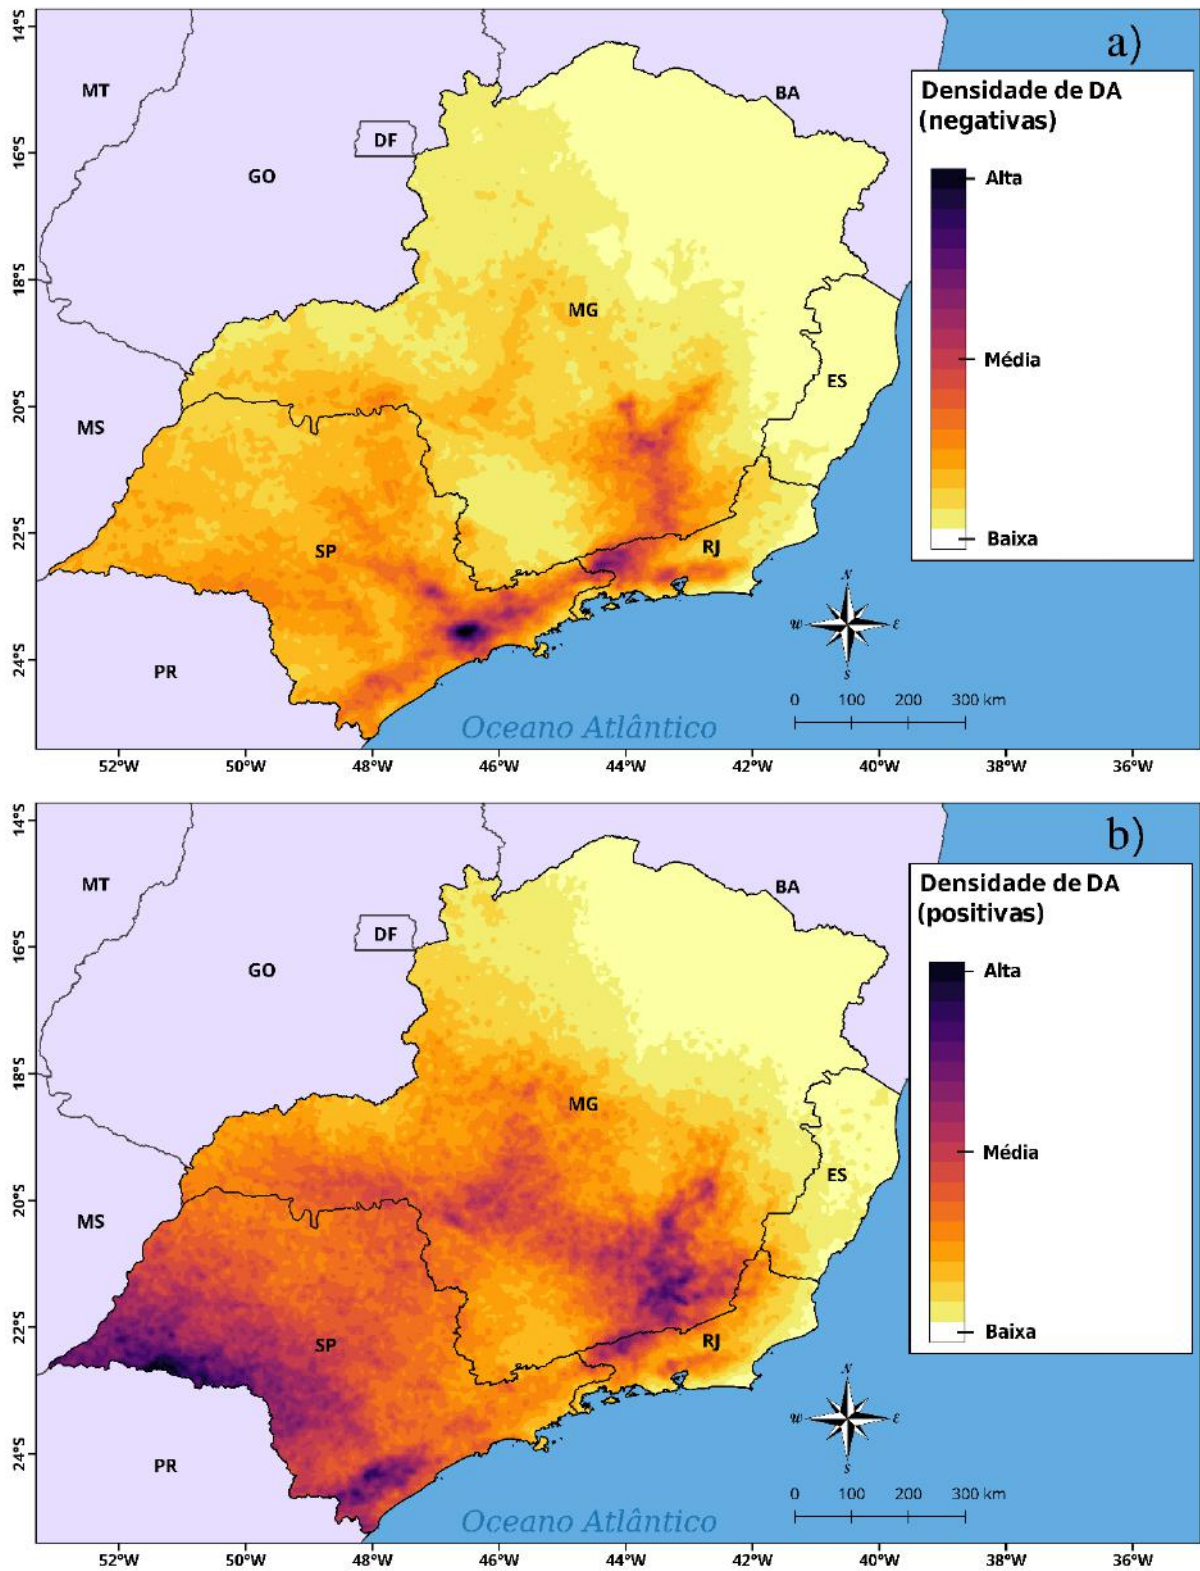 a)
Densidade de DA
(negativas)
Alta
Média
Baixa
MT
GO
DF
BA
MG
ES
MS
SP
RJ
PR
Oceano Atlântico
N
W
E
S
0 100 200 300 km
14°S
16°S
18°S
20°S
22°S
24°S
52°W 50°W 48°W 46°W 44°W 42°W 40°W 38°W 36°W
b)
Densidade de DA
(positivas)
Alta
Média
Baixa
MT
GO
DF
BA
MG
ES
MS
SP
RJ
PR
Oceano Atlântico
N
W
E
S
0 100 200 300 km
14°S
16°S
18°S
20°S
22°S
24°S
52°W 50°W 48°W 46°W 44°W 42°W 40°W 38°W 36°W